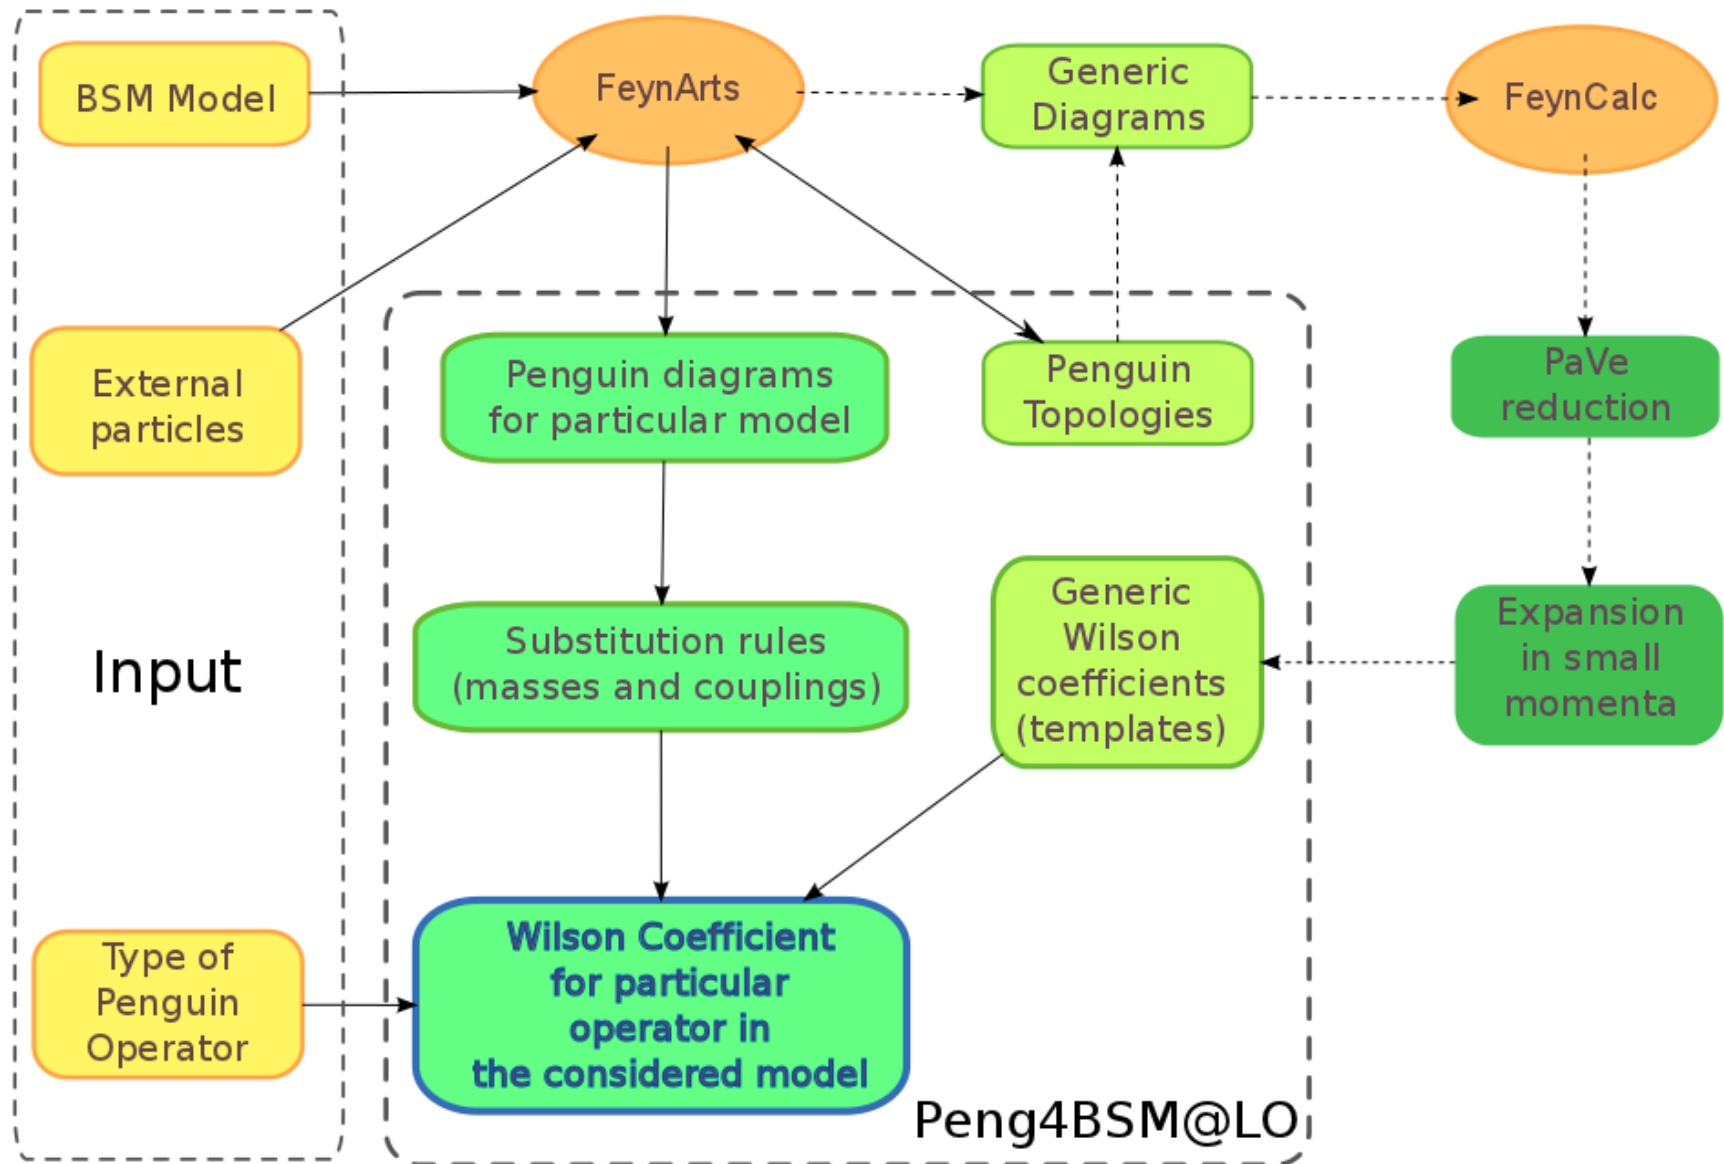 BSM Model
FeynArts
Generic
Diagrams
FeynCalc
External
particles
Penguin diagrams
for particular model
Penguin
Topologies
PaVe
reduction
Input
Substitution rules
(masses and couplings)
Generic
Wilson
coefficients
(templates)
Expansion
in small
momenta
Type of
Penguin
Operator
Wilson Coefficient
for particular
operator in
the considered model
Peng4BSM@LO